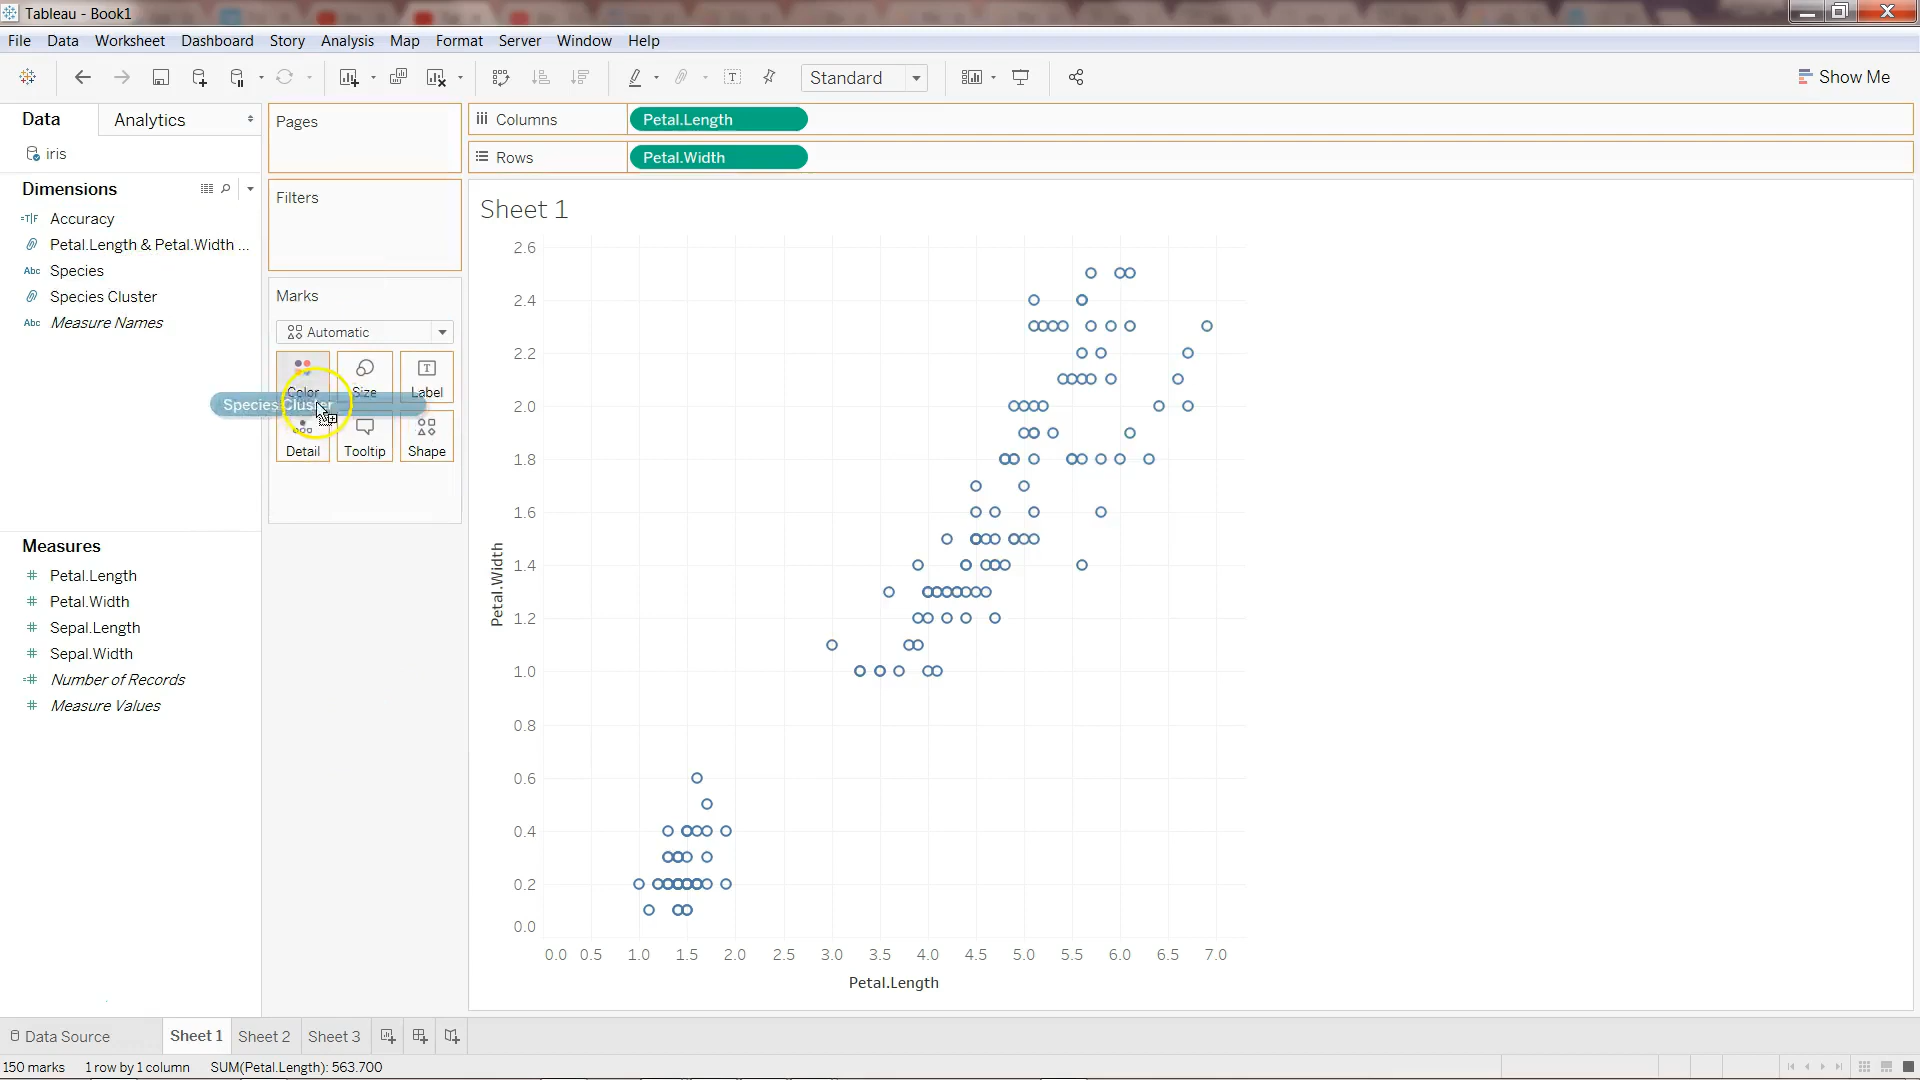 Tableau - Book1
File Data Worksheet Dashboard Story Analysis Map Format Server Window Help
Standard
Show Me
Data
Analytics
iris
Dimensions
=T|F Accuracy
Petal.Length & Petal.Width ...
Abc Species
Species Cluster
Abc Measure Names
Measures
# Petal.Length
# Petal.Width
# Sepal.Length
# Sepal.Width
=# Number of Records
# Measure Values
Pages
Filters
Marks
Automatic
Color
Size
Label
Species Cluster
Detail
Tooltip
Shape
Columns
Petal.Length
Rows
Petal.Width
Sheet 1
2.6
2.4
2.2
2.0
1.8
1.6
1.4
1.2
1.0
0.8
0.6
0.4
0.2
0.0
Petal.Width
0.0 0.5 1.0 1.5 2.0 2.5 3.0 3.5 4.0 4.5 5.0 5.5 6.0 6.5 7.0
Petal.Length
Data Source
Sheet 1
Sheet 2
Sheet 3
150 marks 1 row by 1 column SUM(Petal.Length): 563.700